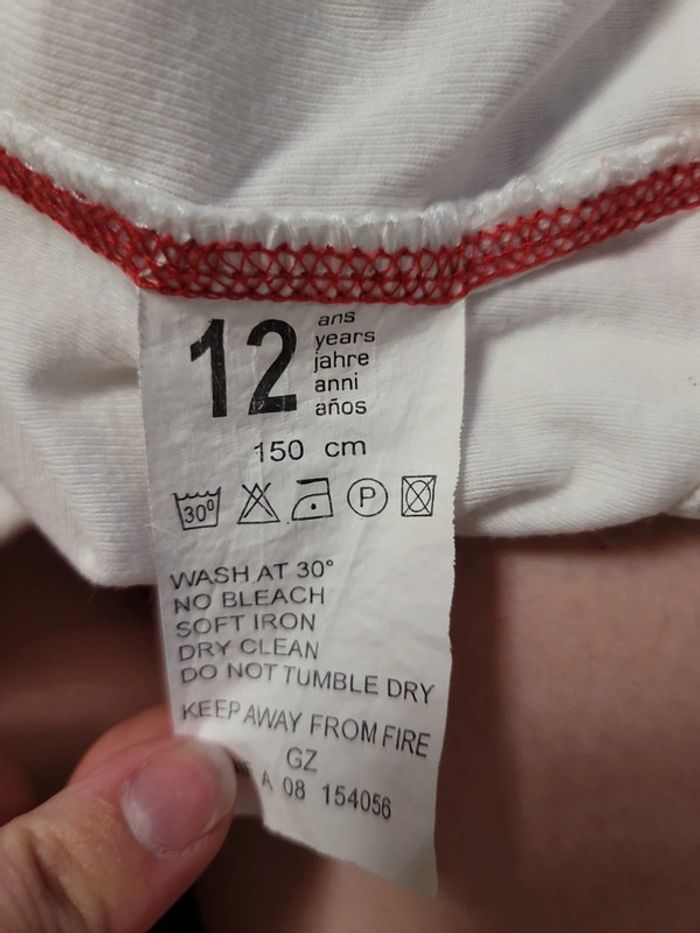 12
ans
years
jahre
anni
años
150 cm
30° P
WASH AT 30°
NO BLEACH
SOFT IRON
DRY CLEAN
DO NOT TUMBLE DRY
KEEP AWAY FROM FIRE
GZ
A 08 154056